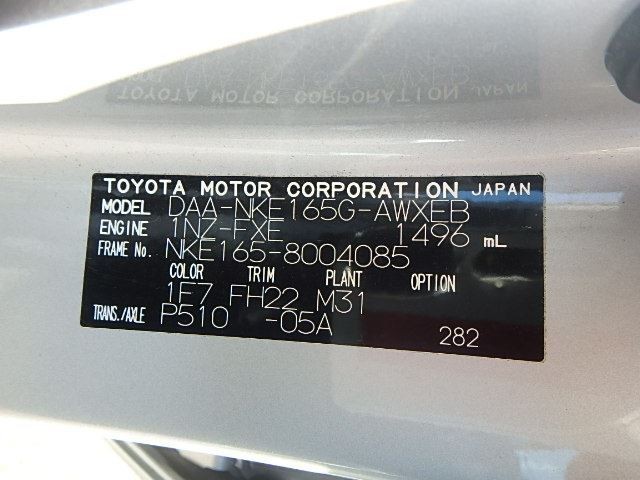 TOYOTA MOTOR CORPORATION JAPAN
MODEL DAA-NKE165G-AWXEB
ENGINE 1NZ-FXE 1496 mL
FRAME No. NKE165-8004085
COLOR TRIM PLANT OPTION
1F7 FH22 M31
TRANS./AXLE P510 -05A
282